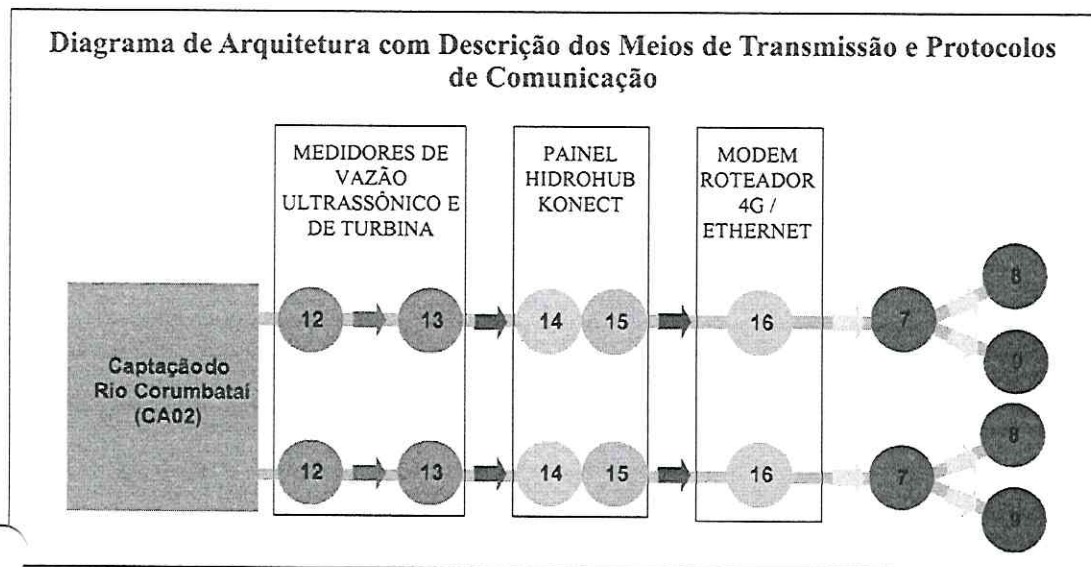 Diagrama de Arquitetura com Descrição dos Meios de Transmissão e Protocolos
de Comunicação
MEDIDORES DE
VAZÃO
ULTRASSÔNICO E
DE TURBINA
PAINEL
HIDROHUB
KONECT
MODEM
ROTEADOR
4G /
ETHERNET
Captação do
Rio Corumbataí
(CA02)
12
13
14
15
16
7
8
9
12
13
14
15
16
7
8
9